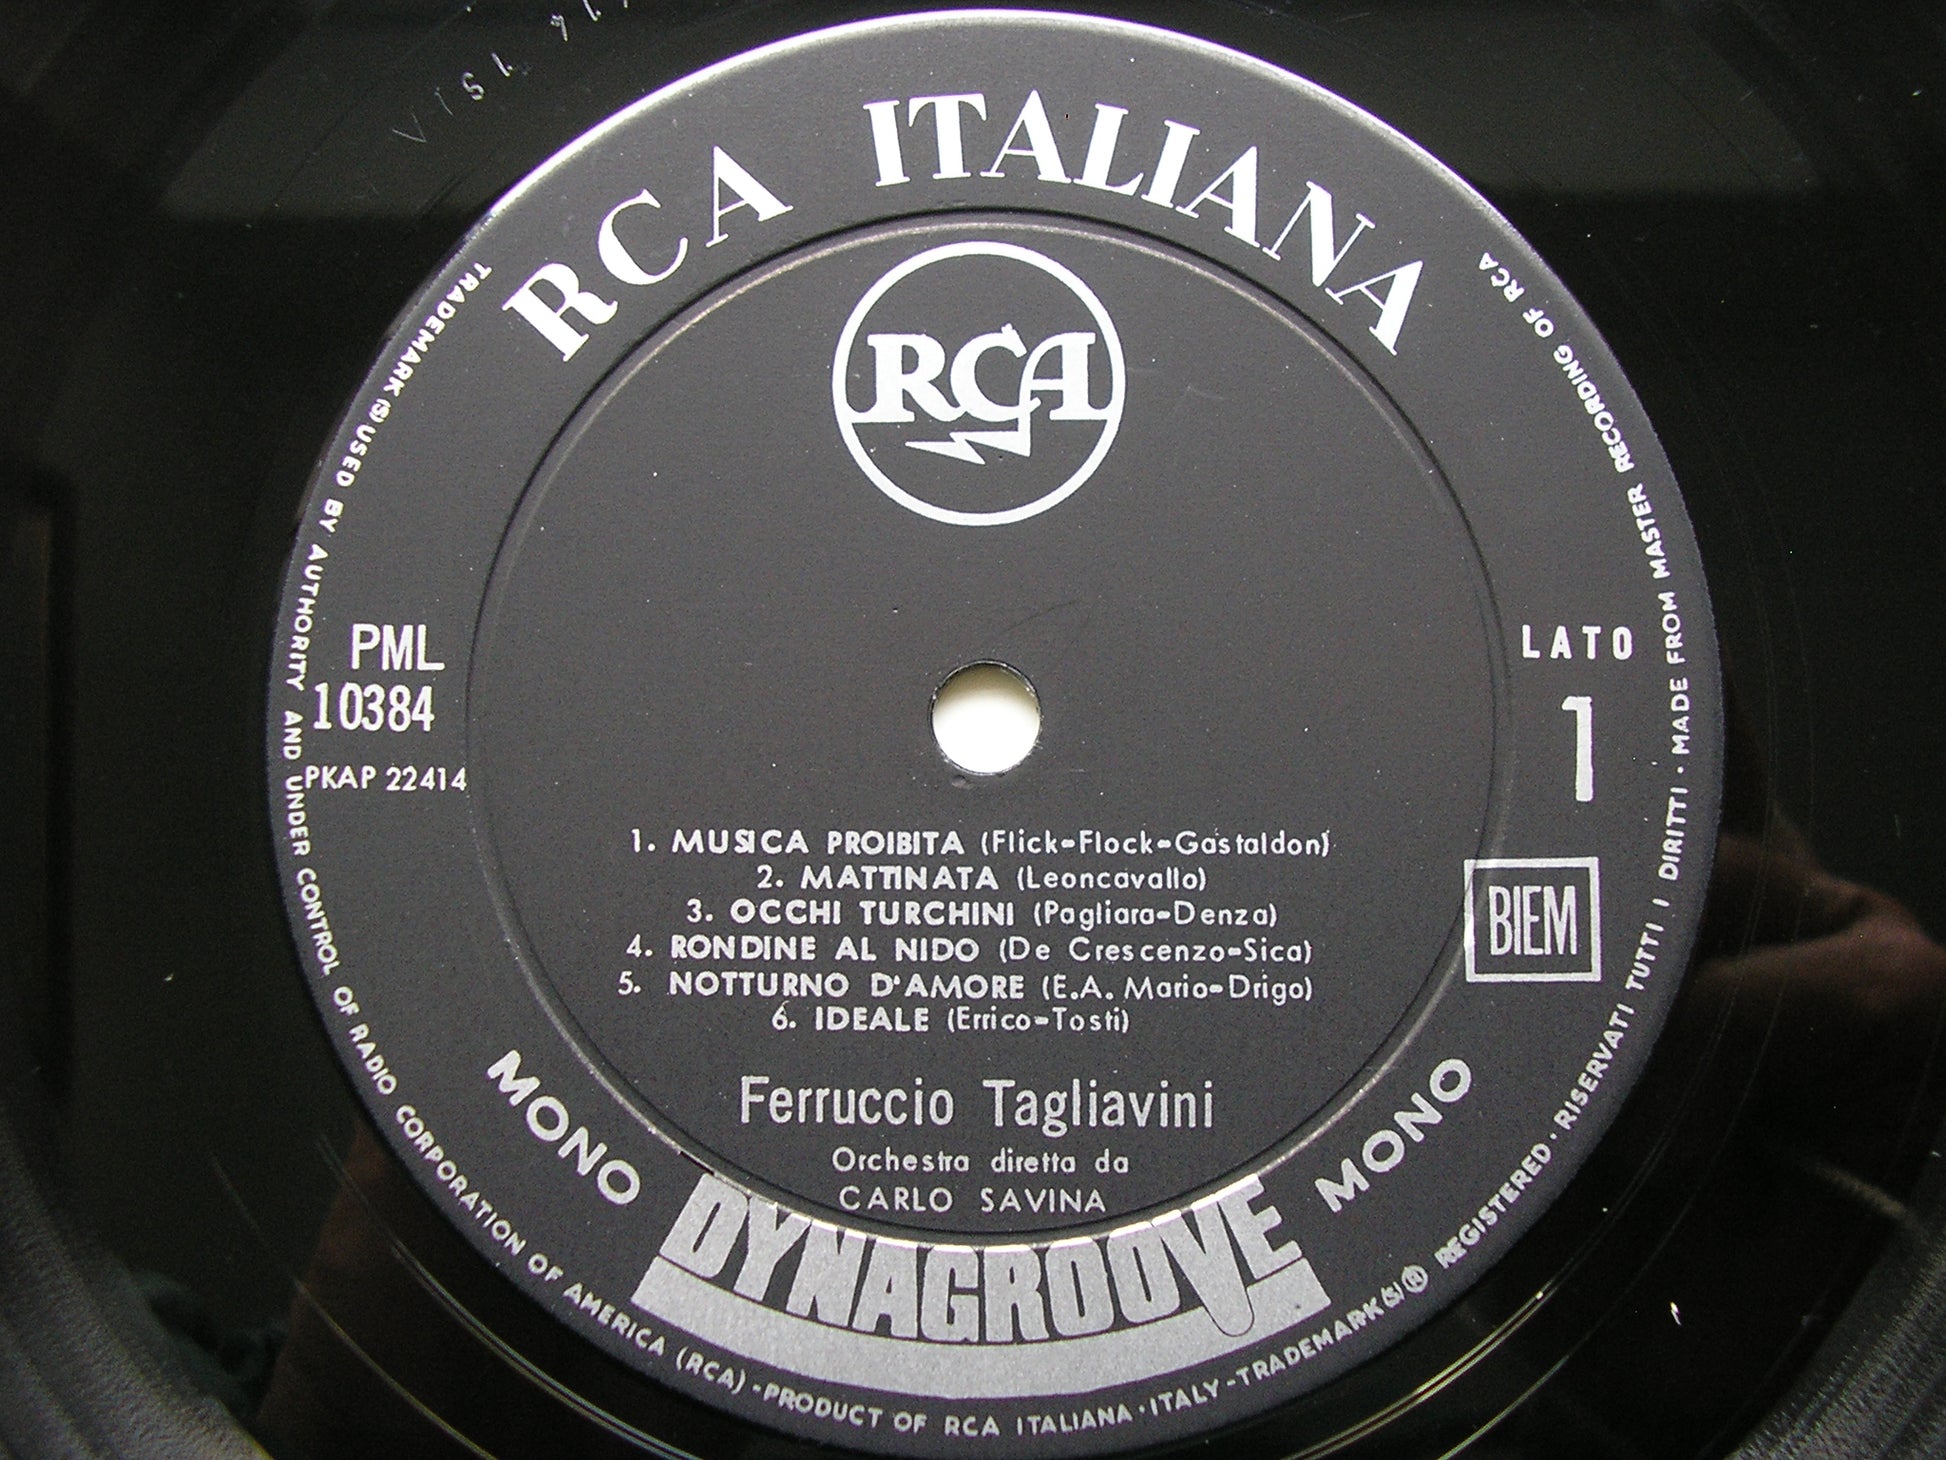 RCA ITALIANA
RCA
PML
10384
PKAP 22414
LATO
1
BIEM
1. MUSICA PROIBITA (Flick-Flock-Gastaldon)
2. MATTINATA (Leoncavallo)
3. OCCHI TURCHINI (Pagliara-Denza)
4. RONDINE AL NIDO (De Crescenzo-Sica)
5. NOTTURNO D'AMORE (E.A. Mario-Drigo)
6. IDEALE (Errico-Tosti)
Ferruccio Tagliavini
Orchestra diretta da
CARLO SAVINA
MONO
DYNAGROOVE
MONO
TRADEMARK (S) USED BY AUTHORITY AND UNDER CONTROL OF RADIO CORPORATION OF AMERICA (RCA) • PRODUCT OF RCA ITALIANA • ITALY - TRADEMARK (S) ® REGISTERED • RISERVATI TUTTI I DIRITTI • MADE FROM MASTER RECORDING OF RCA